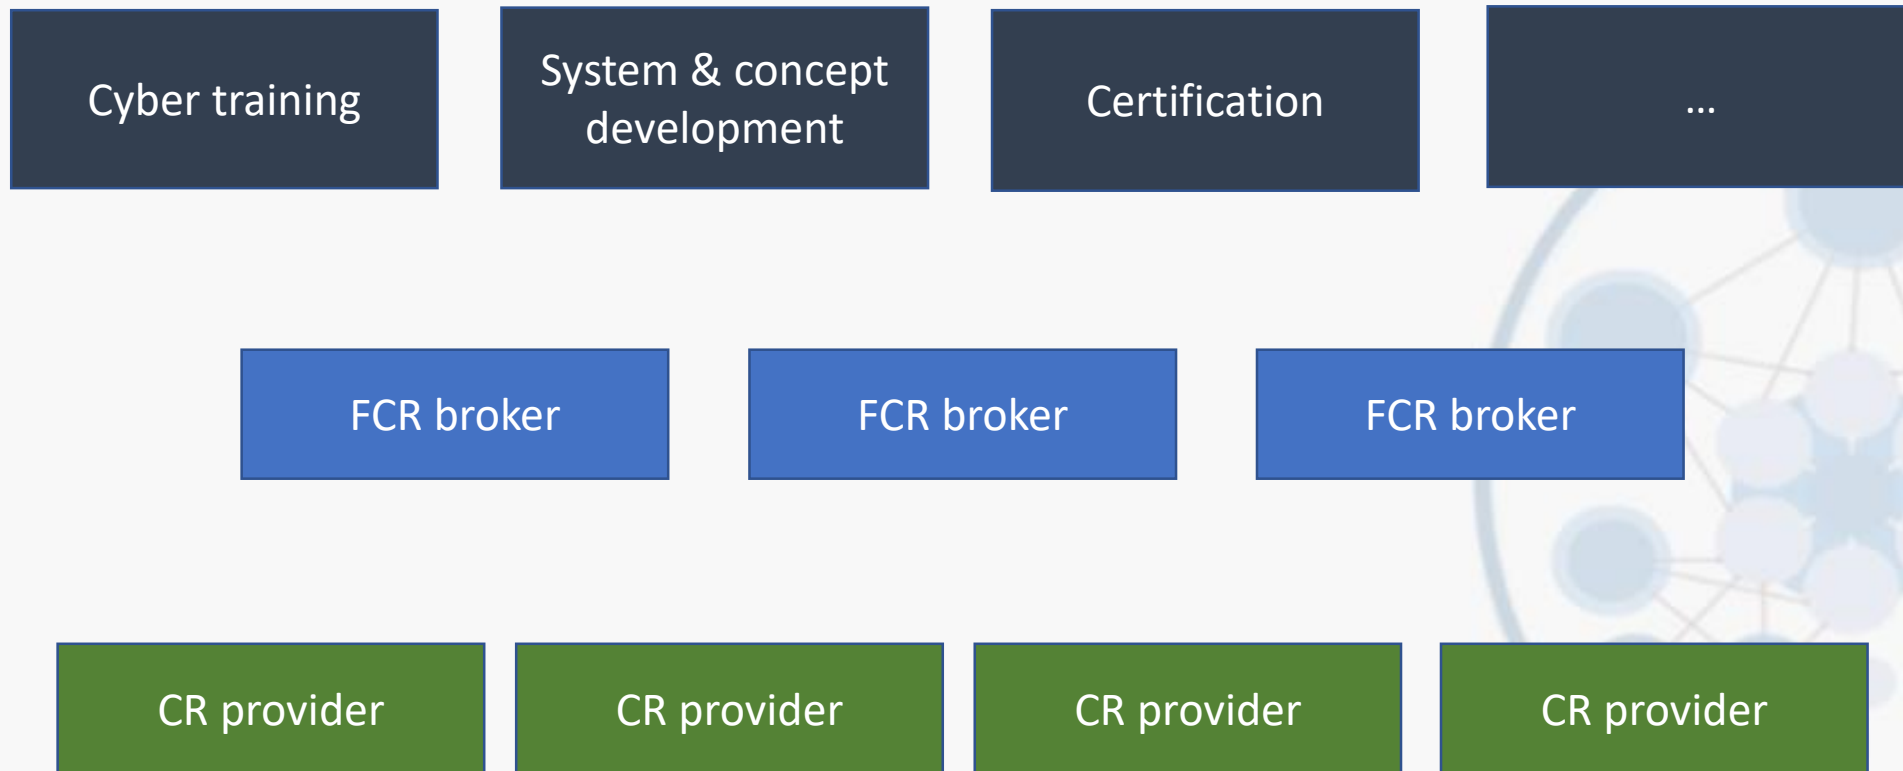 Cyber training
System & concept
development
Certification
...
FCR broker
FCR broker
FCR broker
CR provider
CR provider
CR provider
CR provider